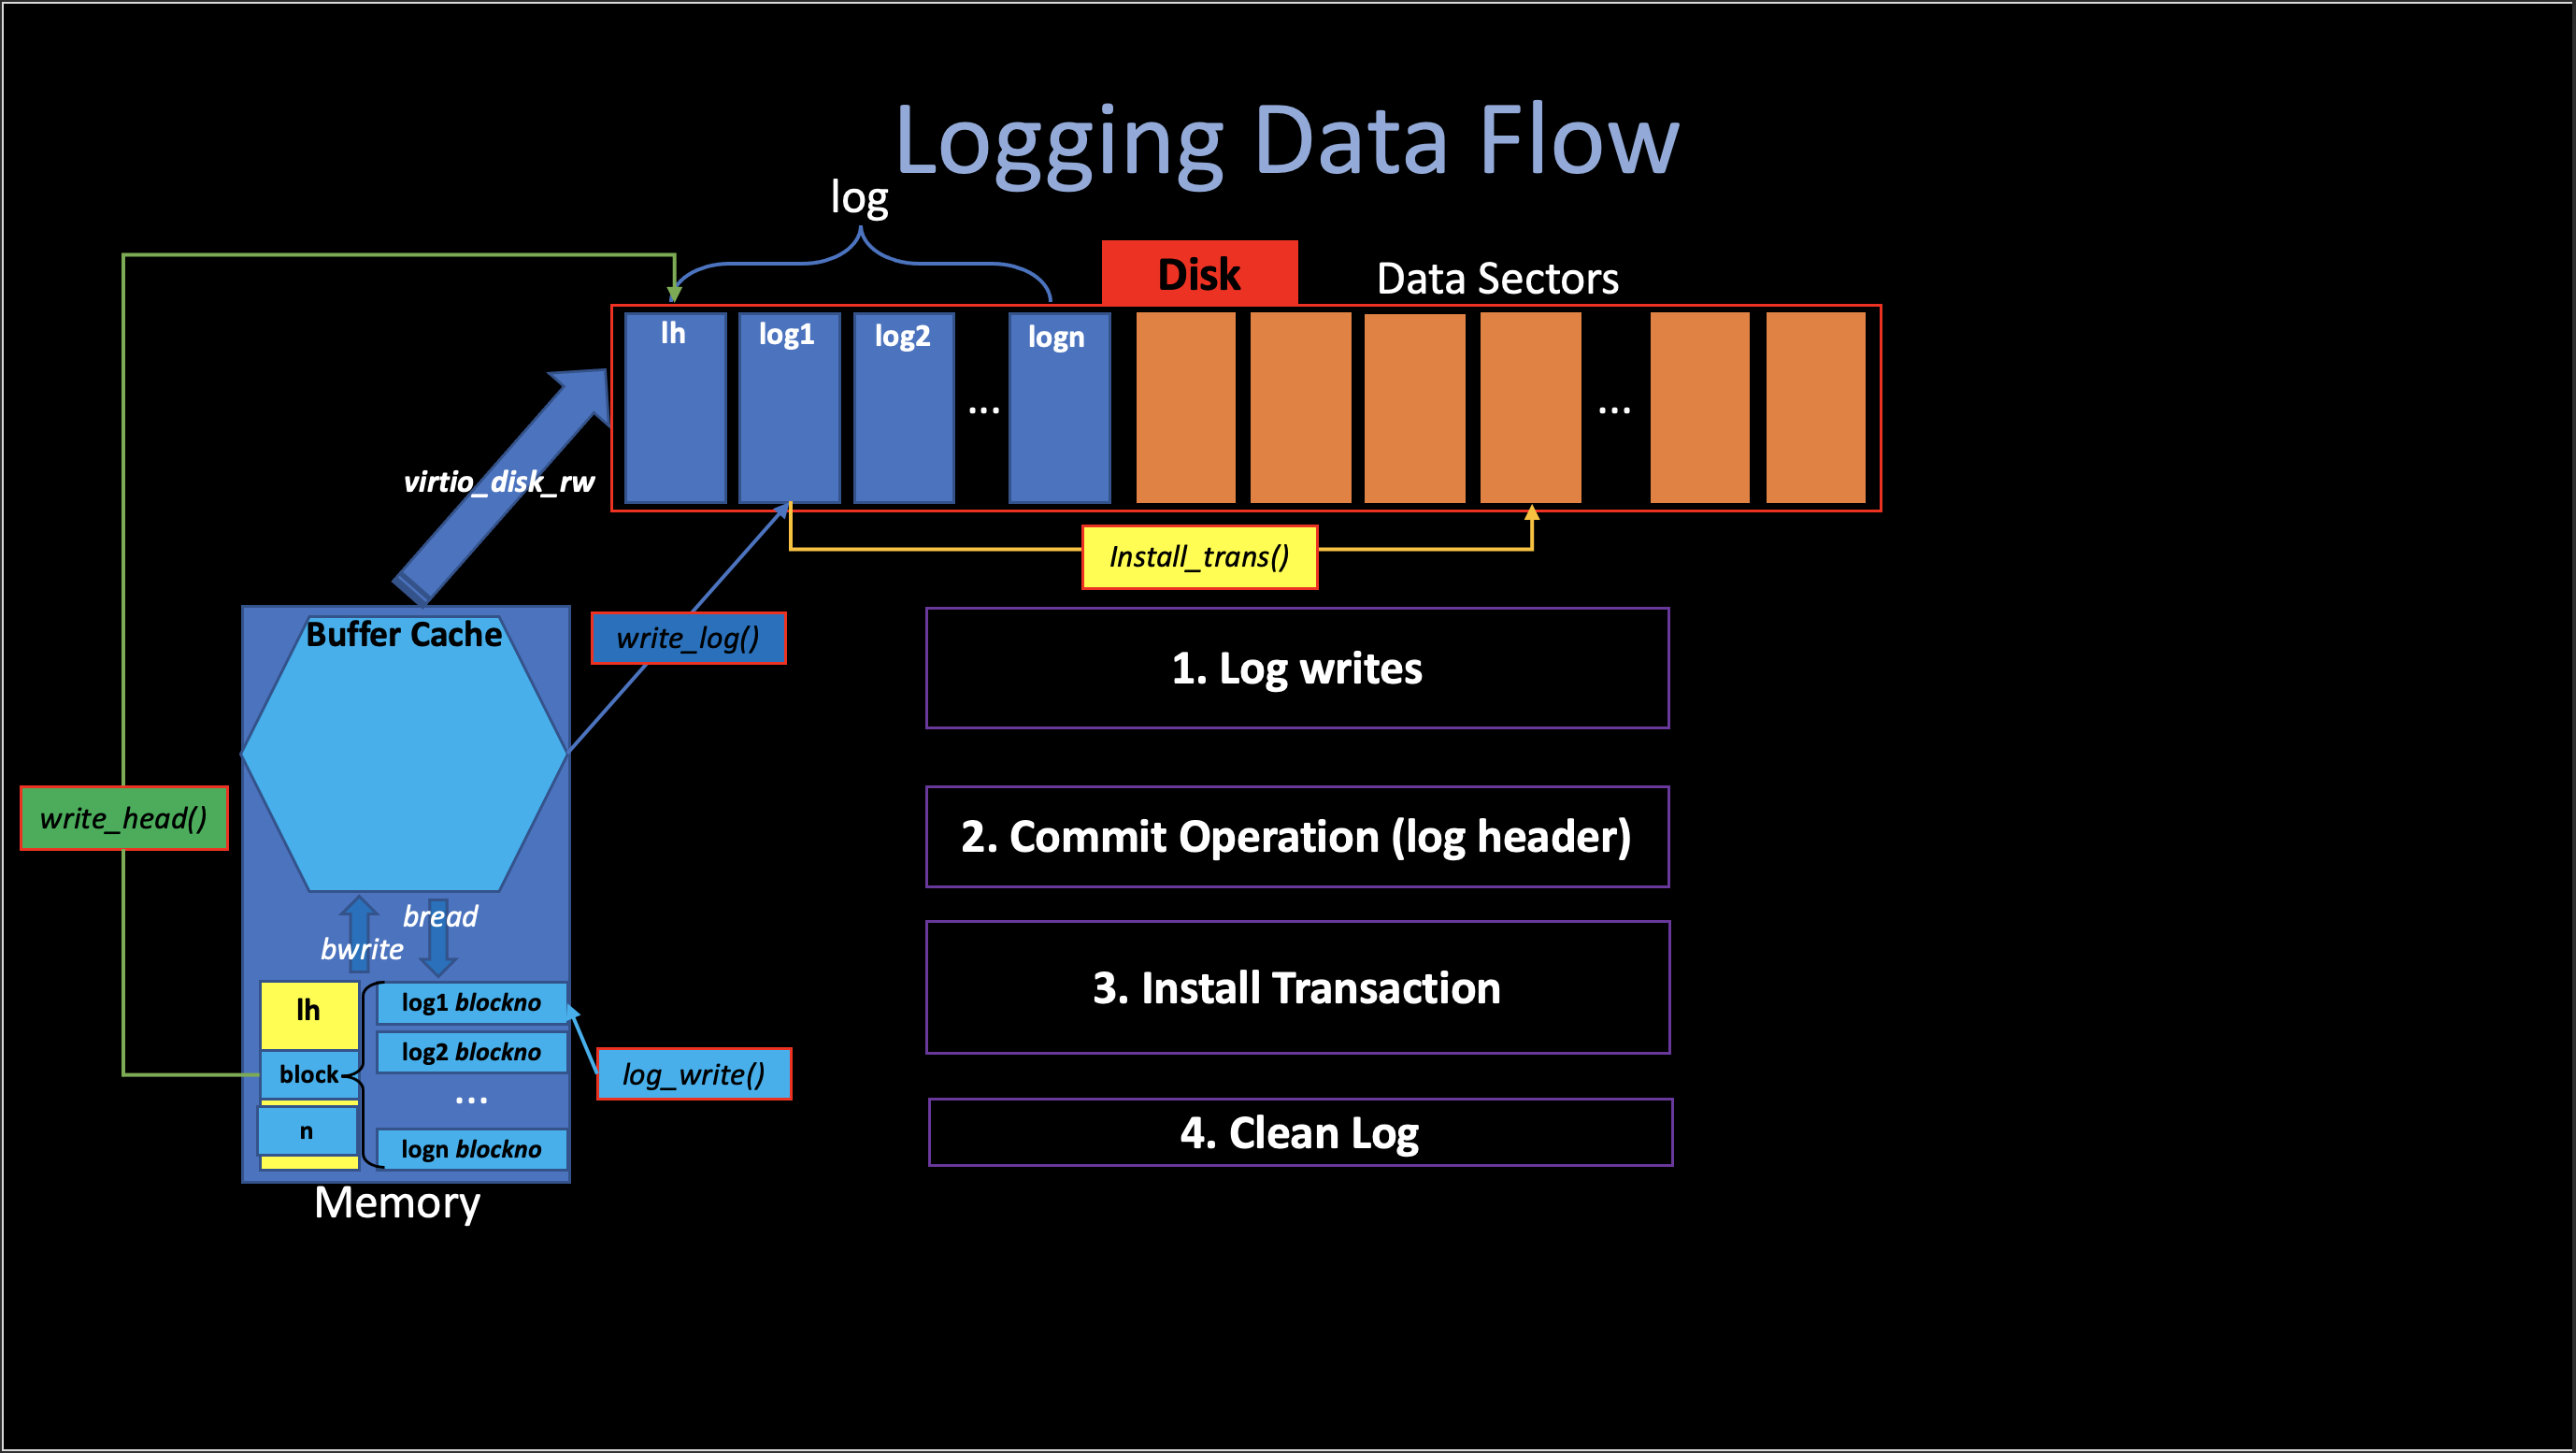 Logging Data Flow
log
Disk
Data Sectors
lh
log1
log2
...
logn
...
virtio_disk_rw
Install_trans()
write_log()
Buffer Cache
1. Log writes
write_head()
2. Commit Operation (log header)
bread
bwrite
3. Install Transaction
lh
log1 blockno
log2 blockno
block
log_write()
...
n
logn blockno
4. Clean Log
Memory